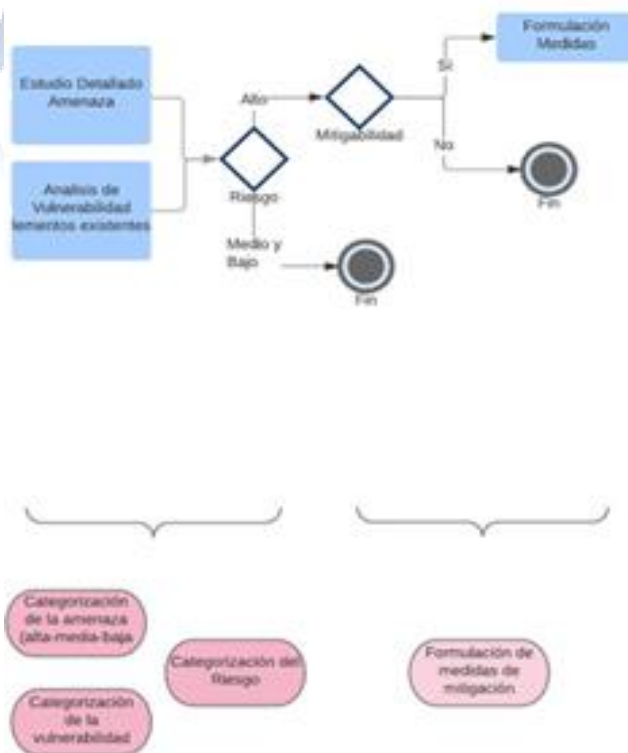 Formulación
Medidas
Estudio Detallado
Amenaza
Si
Alto
Mitigabilidad
No
Analisis de
Vulnerabilidad
lementos existentes
Riesgo
Fin
Medio y
Bajo
Fin
Categorización
de la amenaza
(alta-media-baja
Categorización del
Riesgo
Formulación de
medidas de
mitigación
Categorización
de la
vulnerabilidad